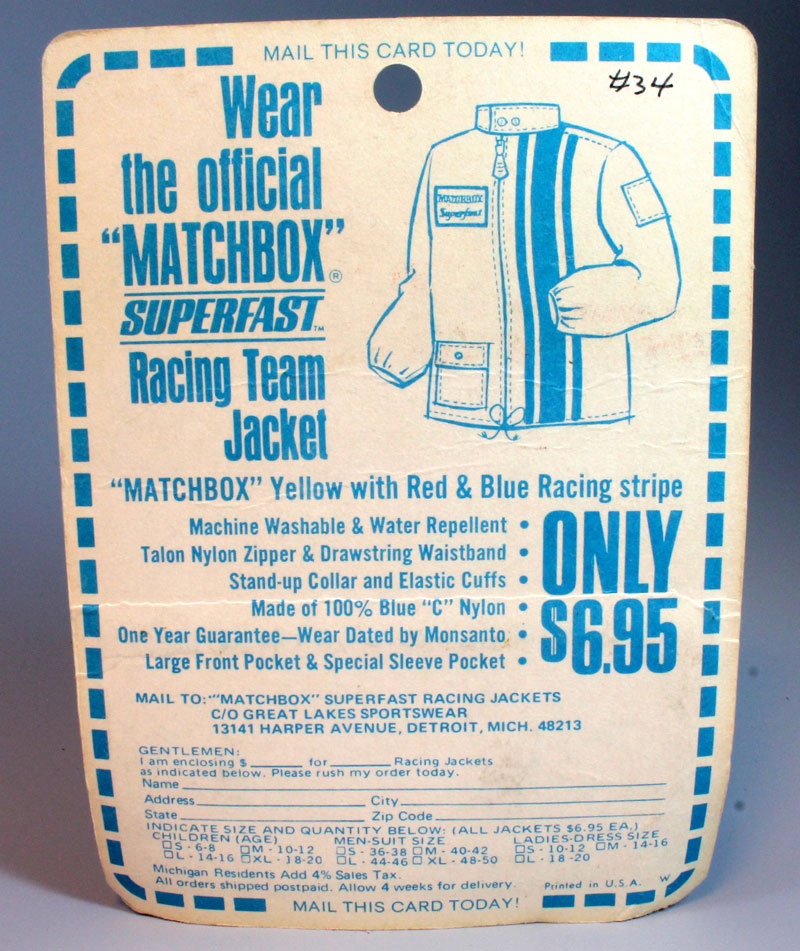 MAIL THIS CARD TODAY!
#34
Wear
the official
"MATCHBOX"®
SUPERFAST™
Racing Team
Jacket
MATCHBOX
Superfast
"MATCHBOX" Yellow with Red & Blue Racing stripe
Machine Washable & Water Repellent •
Talon Nylon Zipper & Drawstring Waistband •
Stand-up Collar and Elastic Cuffs •
Made of 100% Blue "C" Nylon •
One Year Guarantee—Wear Dated by Monsanto •
Large Front Pocket & Special Sleeve Pocket •
ONLY
$6.95
MAIL TO: "MATCHBOX" SUPERFAST RACING JACKETS
C/O GREAT LAKES SPORTSWEAR
13141 HARPER AVENUE, DETROIT, MICH. 48213
GENTLEMEN:
I am enclosing $ for Racing Jackets
as indicated below. Please rush my order today.
Name
Address City
State Zip Code
INDICATE SIZE AND QUANTITY BELOW: (ALL JACKETS $6.95 EA.)
CHILDREN (AGE) MEN-SUIT SIZE LADIES-DRESS SIZE
□S - 6-8 □M - 10-12 □S - 36-38 □M - 40-42 □S - 10-12 □M - 14-16
□L - 14-16 □XL - 18-20 □L - 44-46 □XL - 48-50 □L - 18-20
Michigan Residents Add 4% Sales Tax.
All orders shipped postpaid. Allow 4 weeks for delivery. Printed in U.S.A. W
MAIL THIS CARD TODAY!